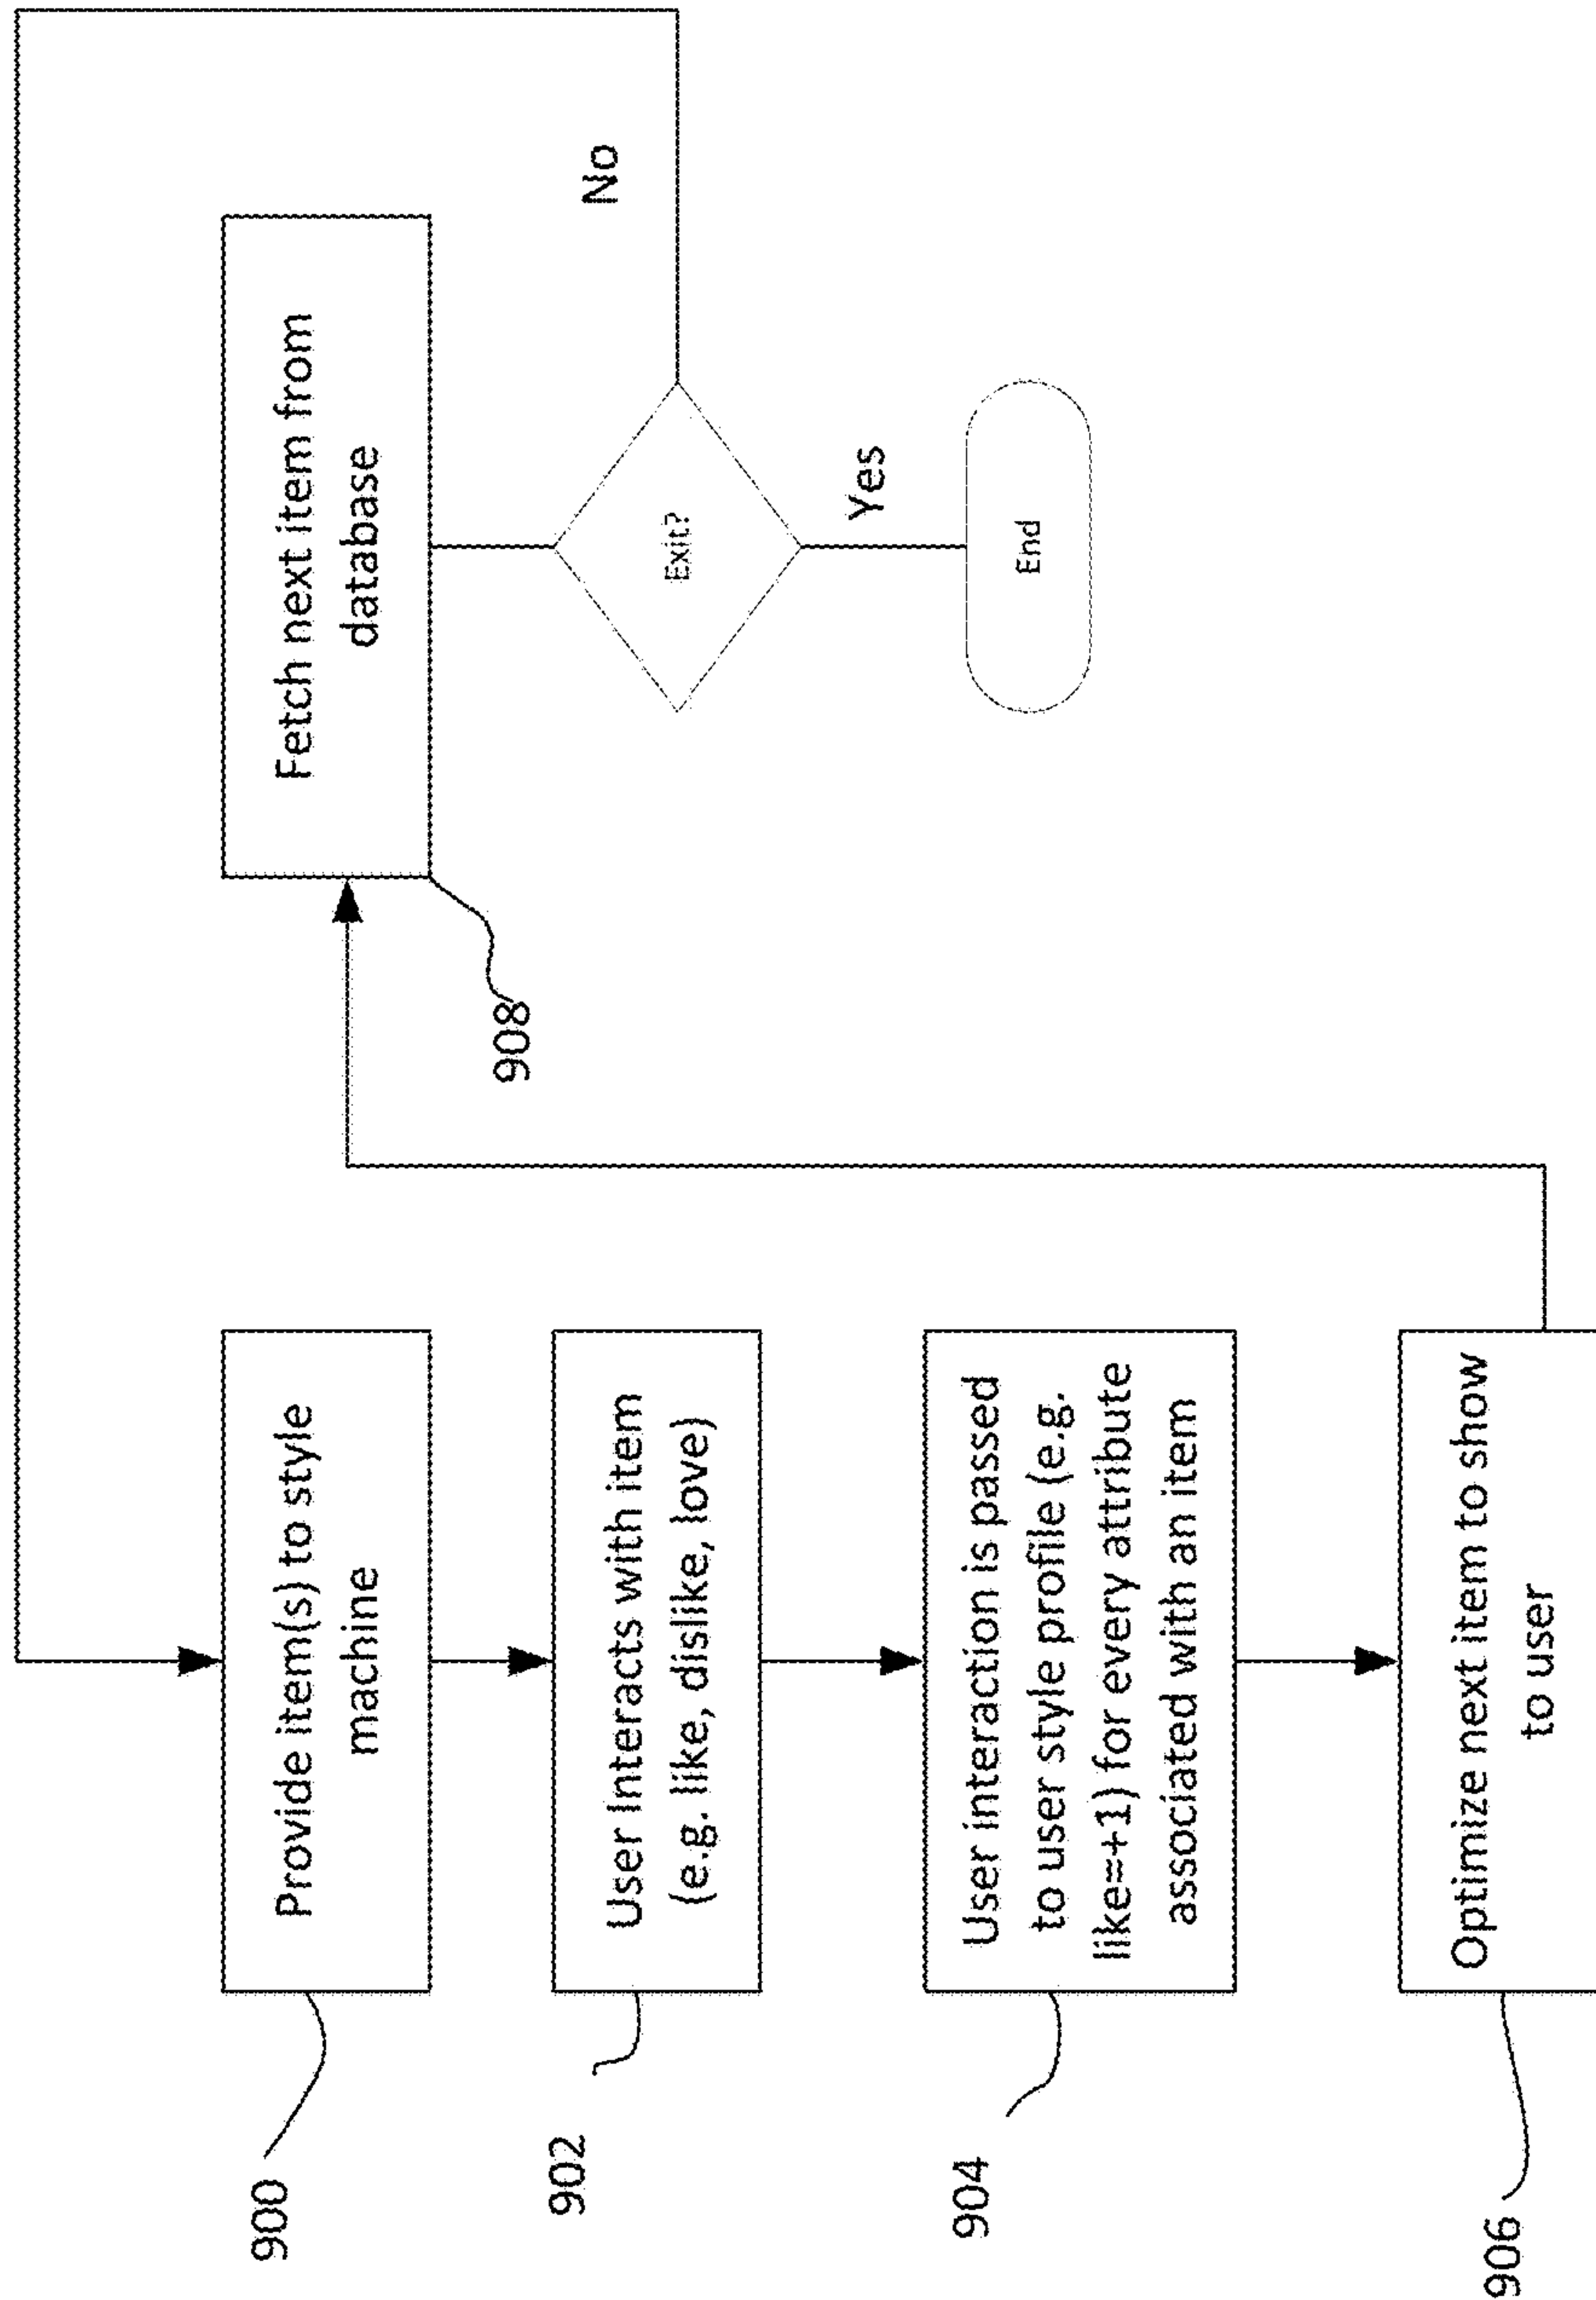 900
Provide item(s) to style
machine
902
User Interacts with item
(e.g. like, dislike, love)
904
User interaction is passed
to user style profile (e.g.
like=+1) for every attribute
associated with an item
906
Optimize next item to show
to user
908
Fetch next item from
database
Exit?
No
Yes
End